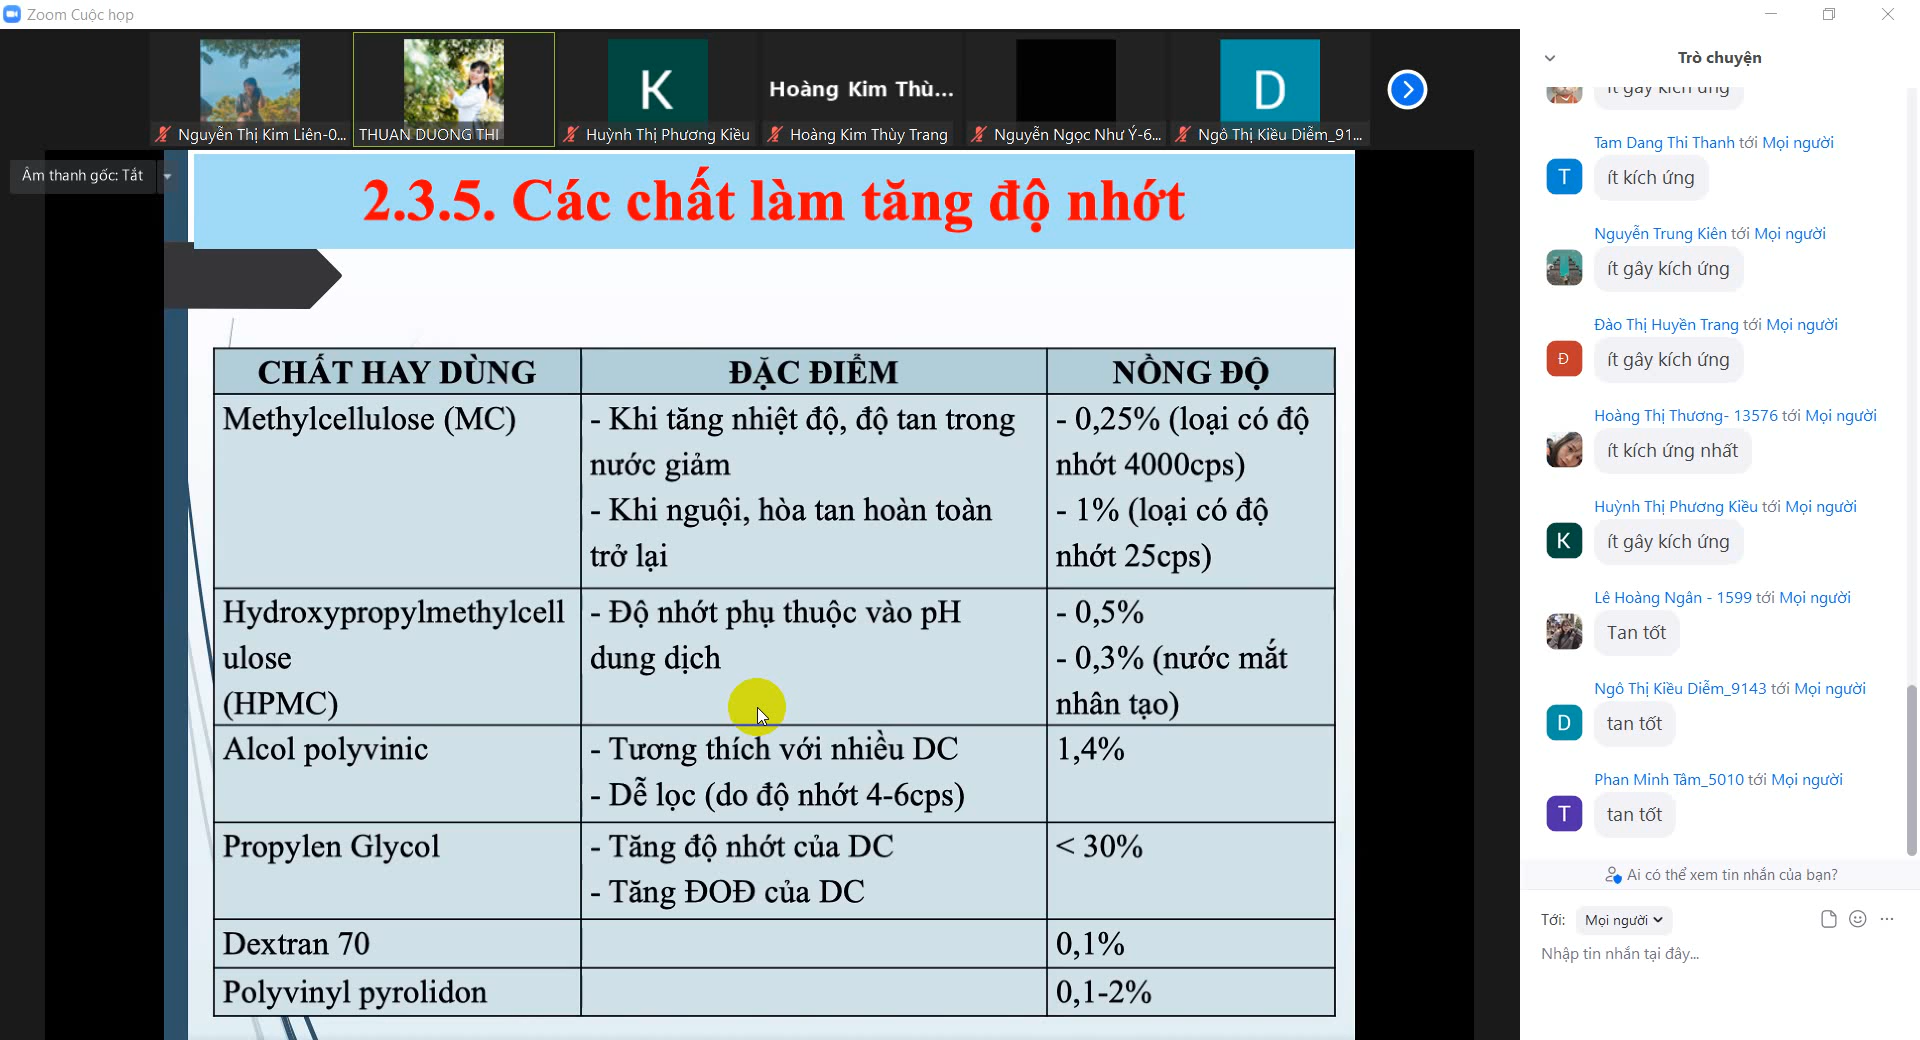 Zoom Cuộc họp
K
Hoàng Kim Thù...
D
Nguyễn Thị Kim Liên-0...
THUAN DUONG THI
Huỳnh Thị Phương Kiều
Hoàng Kim Thùy Trang
Nguyễn Ngọc Như Ý-6...
Ngô Thị Kiều Diễm_91...
Âm thanh gốc: Tắt
2.3.5. Các chất làm tăng độ nhớt
CHẤT HAY DÙNG
ĐẶC ĐIỂM
NỒNG ĐỘ
Methylcellulose (MC)
- Khi tăng nhiệt độ, độ tan trong
nước giảm
- Khi nguội, hòa tan hoàn toàn
trở lại
- 0,25% (loại có độ
nhớt 4000cps)
- 1% (loại có độ
nhớt 25cps)
Hydroxypropylmethylcell
ulose
(HPMC)
- Độ nhớt phụ thuộc vào pH
dung dịch
- 0,5%
- 0,3% (nước mắt
nhân tạo)
Alcol polyvinic
- Tương thích với nhiều DC
- Dễ lọc (do độ nhớt 4-6cps)
1,4%
Propylen Glycol
- Tăng độ nhớt của DC
- Tăng ĐOĐ của DC
< 30%
Dextran 70
0,1%
Polyvinyl pyrolidon
0,1-2%
Trò chuyện
ít gây kích ứng
Tam Dang Thi Thanh tới Mọi người
T
ít kích ứng
Nguyễn Trung Kiên tới Mọi người
ít gây kích ứng
Đào Thị Huyền Trang tới Mọi người
Đ
ít gây kích ứng
Hoàng Thị Thương- 13576 tới Mọi người
ít kích ứng nhất
Huỳnh Thị Phương Kiều tới Mọi người
K
ít gây kích ứng
Lê Hoàng Ngân - 1599 tới Mọi người
Tan tốt
Ngô Thị Kiều Diễm_9143 tới Mọi người
D
tan tốt
Phan Minh Tâm_5010 tới Mọi người
T
tan tốt
Ai có thể xem tin nhắn của bạn?
Tới: Mọi người
Nhập tin nhắn tại đây...